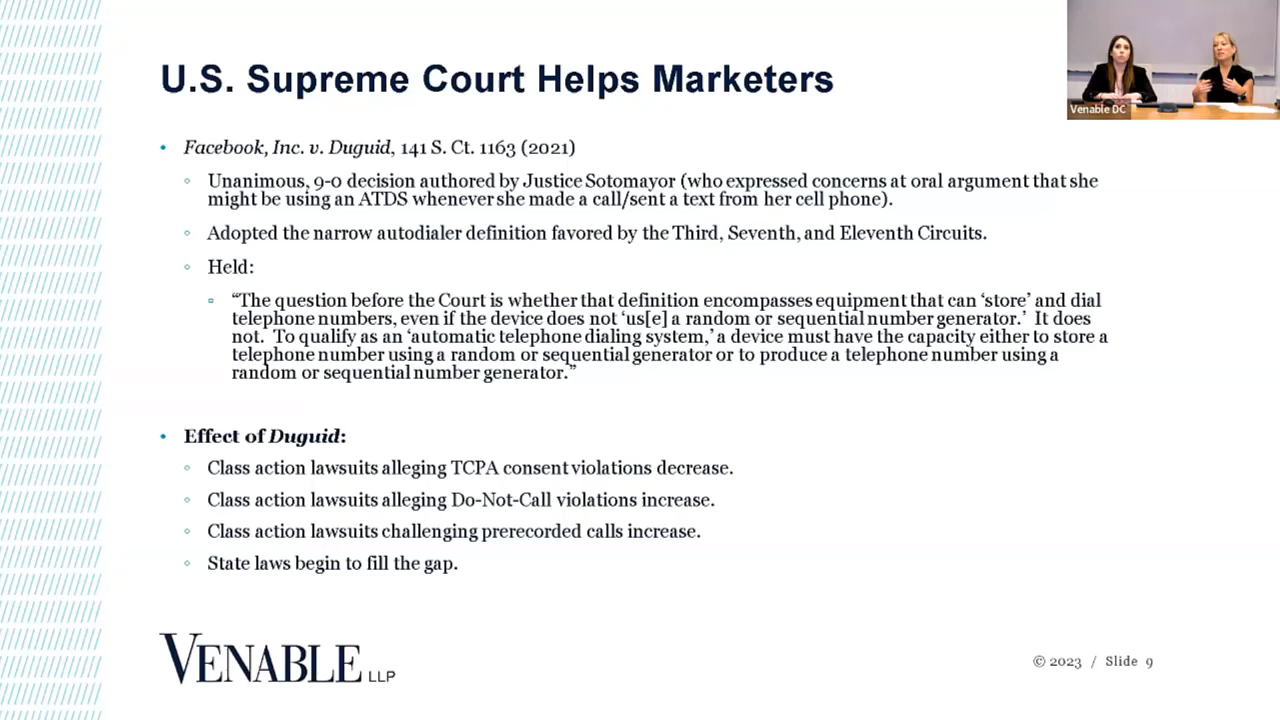 U.S. Supreme Court Helps Marketers
Venable DC
• Facebook, Inc. v. Duguid, 141 S. Ct. 1163 (2021)
◦ Unanimous, 9-0 decision authored by Justice Sotomayor (who expressed concerns at oral argument that she
might be using an ATDS whenever she made a call/sent a text from her cell phone).
◦ Adopted the narrow autodialer definition favored by the Third, Seventh, and Eleventh Circuits.
◦ Held:
▫ “The question before the Court is whether that definition encompasses equipment that can ‘store’ and dial
telephone numbers, even if the device does not ‘us[e] a random or sequential number generator.’ It does
not. To qualify as an ‘automatic telephone dialing system,’ a device must have the capacity either to store a
telephone number using a random or sequential generator or to produce a telephone number using a
random or sequential number generator.”
• Effect of Duguid:
◦ Class action lawsuits alleging TCPA consent violations decrease.
◦ Class action lawsuits alleging Do-Not-Call violations increase.
◦ Class action lawsuits challenging prerecorded calls increase.
◦ State laws begin to fill the gap.
VENABLE LLP
© 2023 / Slide 9